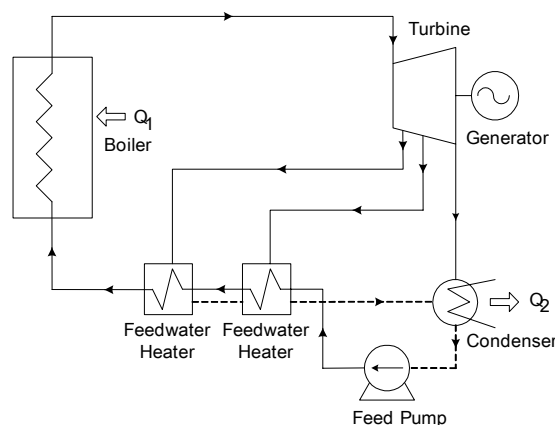 Turbine
Q1
Boiler
Generator
Q2
Feedwater
Heater
Feedwater
Heater
Condenser
Feed Pump